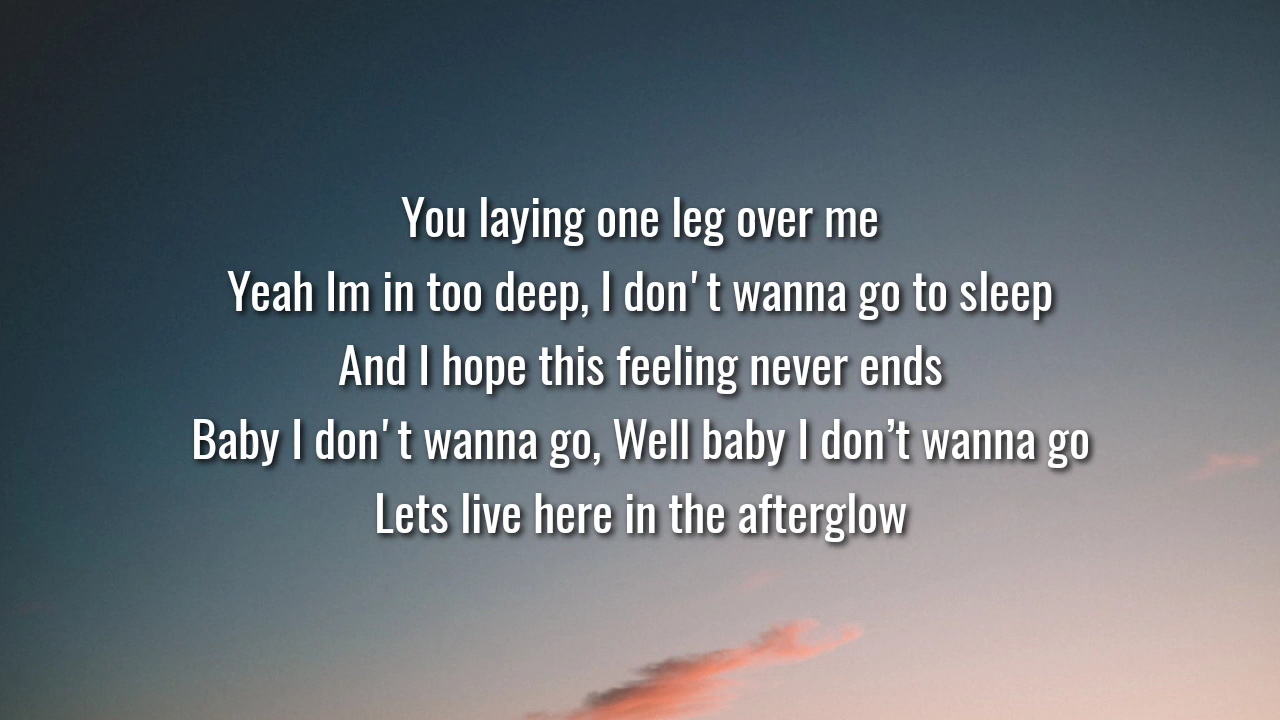 You laying one leg over me
Yeah Im in too deep, I don't wanna go to sleep
And I hope this feeling never ends
Baby I don't wanna go, Well baby I don’t wanna go
Lets live here in the afterglow